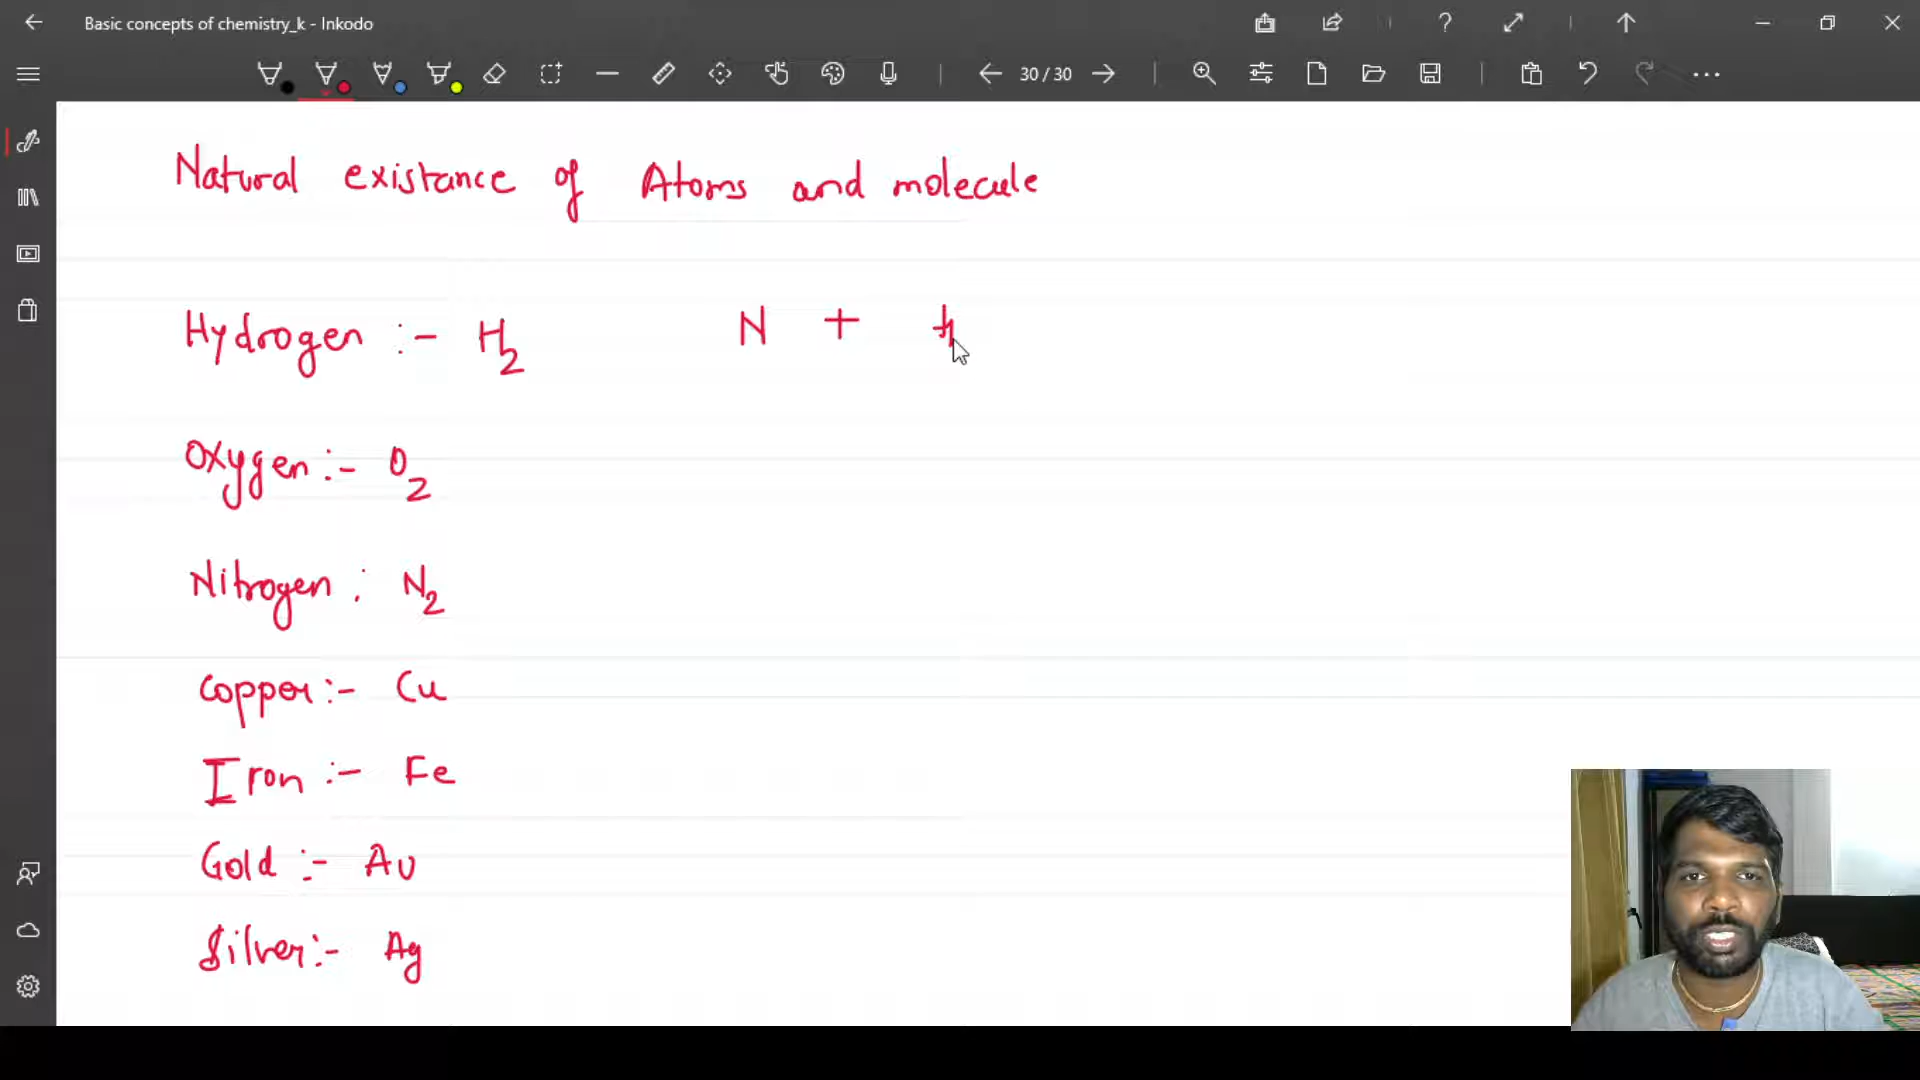 Basic concepts of chemistry_k - Inkodo
30 / 30
Natural existance of Atoms and molecule
Hydrogen :- H2 N +
Oxygen :- O2
Nitrogen : N2
Copper :- Cu
Iron :- Fe
Gold :- Au
Silver :- Ag